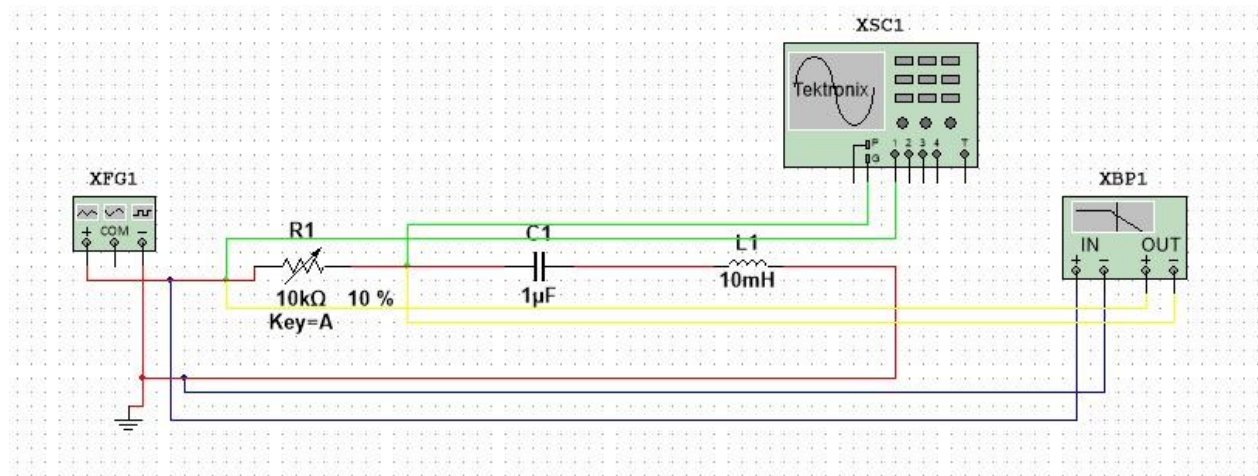 XSC1
Tektronix
P
G
1 2 3 4 T
XFG1
+ COM −
XBP1
IN OUT
+ − + −
R1
10kΩ 10 %
Key=A
C1
1µF
L1
10mH